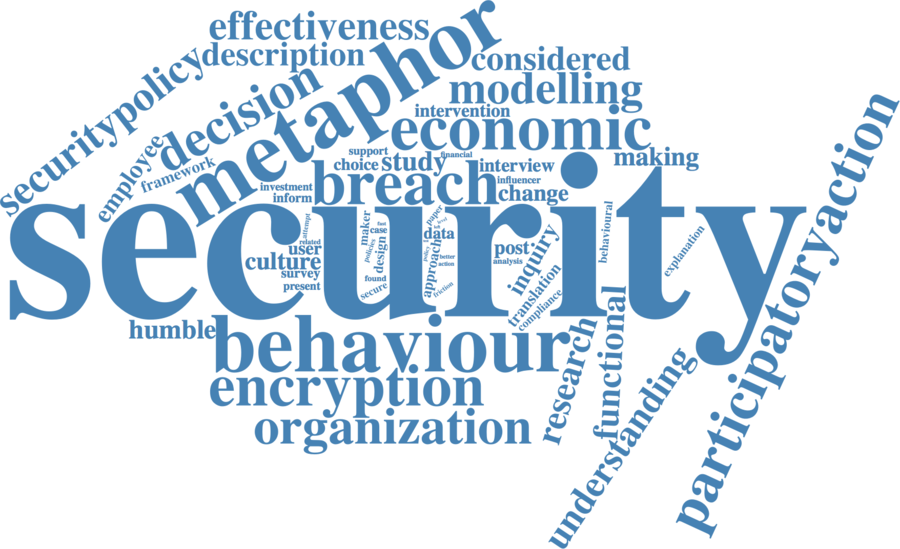 effectiveness
description
metaphor
considered
modelling
securitypolicy
decision
intervention
economic
employee
framework
support
financial
choice
study
interview
making
breach
influencer
change
investment
inform
security
participatoryaction
attempt
related
user
culture
survey
present
maker
fast
case
policies
design
found
secure
paper
data
policy
approach
better
action
friction
post
analysis
inquiry
translation
compliance
behavioural
explanation
humble
behaviour
encryption
organization
research
functional
understanding